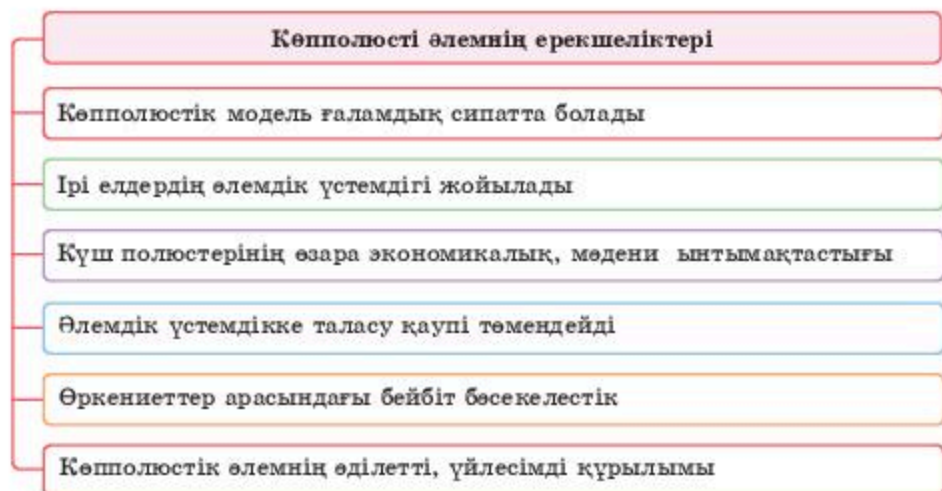 Көпполюсті әлемнің ерекшеліктері
Көпполюстік модель ғаламдық сипатта болады
Ірі елдердің әлемдік үстемдігі жойылады
Күш полюстерінің өзара экономикалық, мәдени ынтымақтастығы
Әлемдік үстемдікке таласу қаупі төмендейді
Өркениеттер арасындағы бейбіт бәсекелестік
Көпполюстік әлемнің әділетті, үйлесімді құрылымы